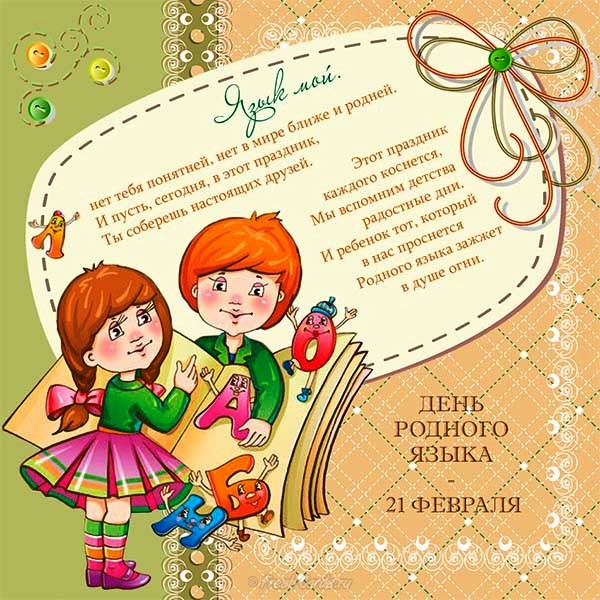 Язык мой.
нет тебя понятней, нет в мире ближе и родней.
И пусть, сегодня, в этот праздник,
Ты соберешь настоящих друзей.
Этот праздник
каждого коснется,
Мы вспомним детства
радостные дни.
И ребенок тот, который
в нас проснется
Родного языка зажжет
в душе огни.
Л
О
А
Б
ДЕНЬ
РОДНОГО
ЯЗЫКА
-
21 ФЕВРАЛЯ